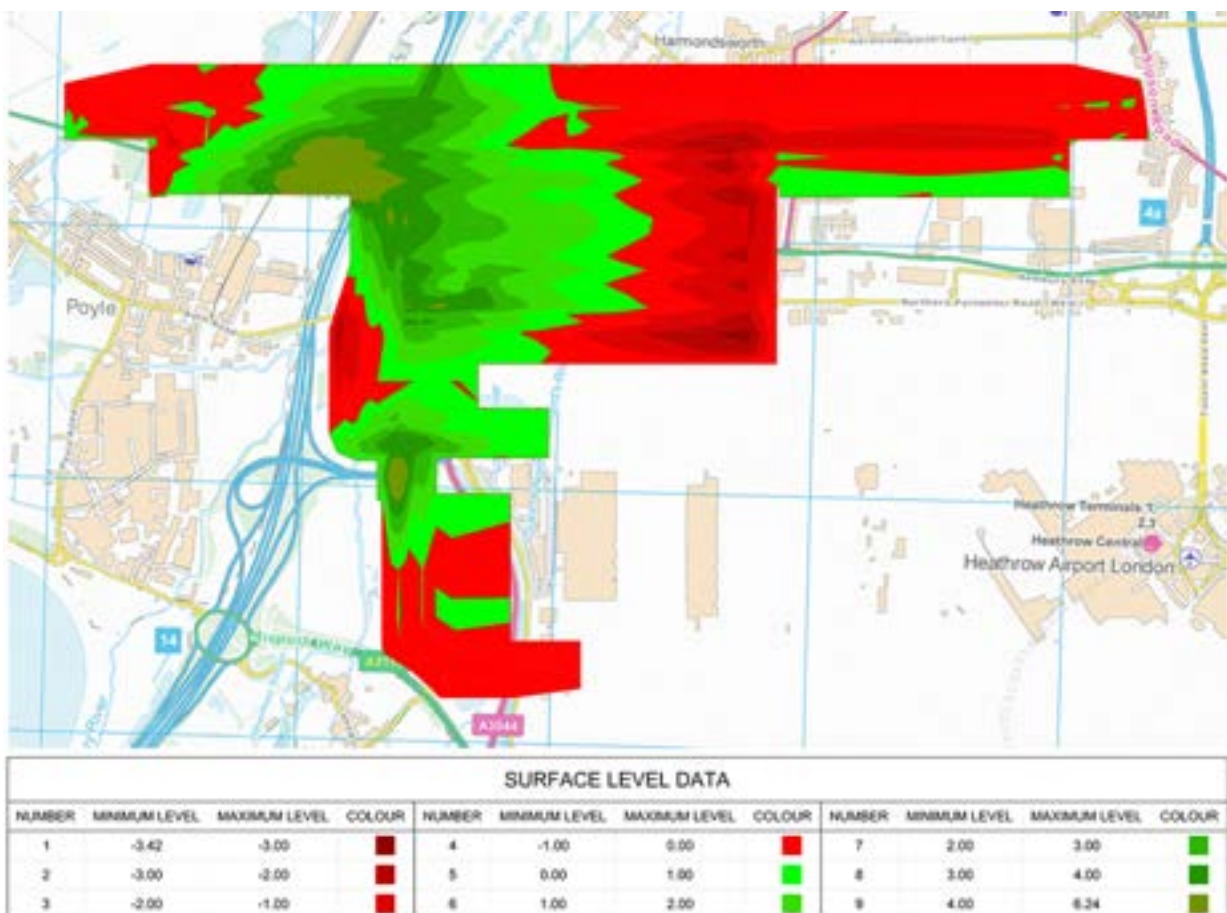 Harmondsworth
4a
Poyle
Heathrow Terminals 1,
2,3
Heathrow Central
Heathrow Airport London
14
A3044
SURFACE LEVEL DATA
NUMBER MINIMUM LEVEL MAXIMUM LEVEL COLOUR NUMBER MINIMUM LEVEL MAXIMUM LEVEL COLOUR NUMBER MINIMUM LEVEL MAXIMUM LEVEL COLOUR
1 -3.42 -3.00 4 -1.00 0.00 7 2.00 3.00
2 -3.00 -2.00 5 0.00 1.00 8 3.00 4.00
3 -2.00 -1.00 6 1.00 2.00 9 4.00 6.24